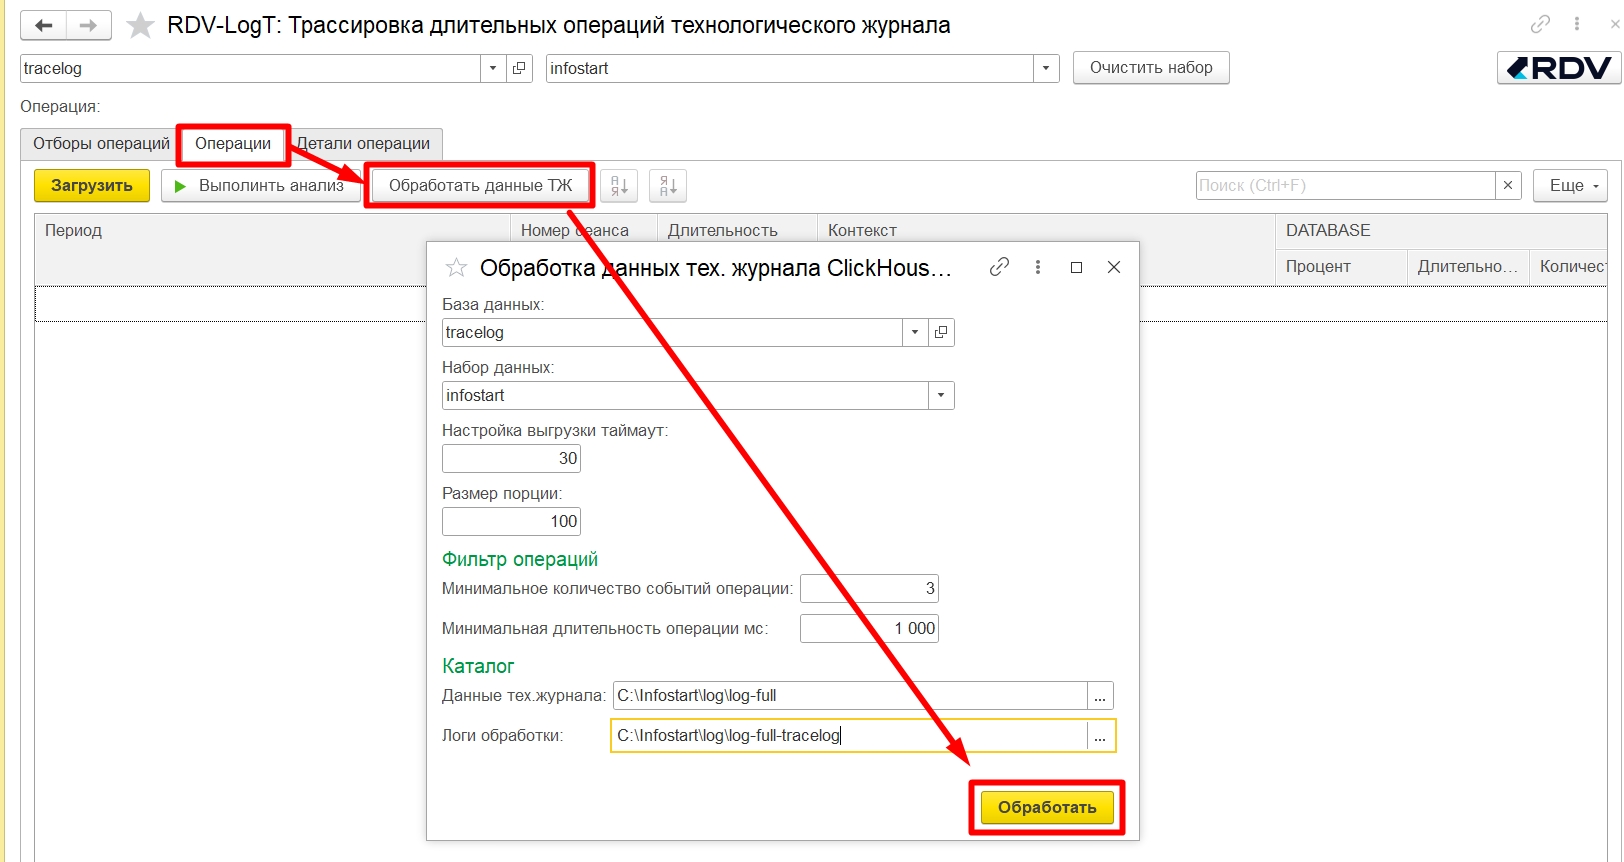 RDV-LogT: Трассировка длительных операций технологического журнала
tracelog
infostart
Очистить набор
RDV
Операция:
Отборы операций
Операции
Детали операции
Загрузить
Выполинть анализ
Обработать данные ТЖ
Поиск (Ctrl+F)
Еще
Период
Номер сеанса
Длительность
Контекст
DATABASE
Процент
Длительно...
Количест
Обработка данных тех. журнала ClickHous...
База данных:
tracelog
Набор данных:
infostart
Настройка выгрузки таймаут:
30
Размер порции:
100
Фильтр операций
Минимальное количество событий операции:
3
Минимальная длительность операции мс:
1 000
Каталог
Данные тех.журнала:
C:\Infostart\log\log-full
...
Логи обработки:
C:\Infostart\log\log-full-tracelog
...
Обработать